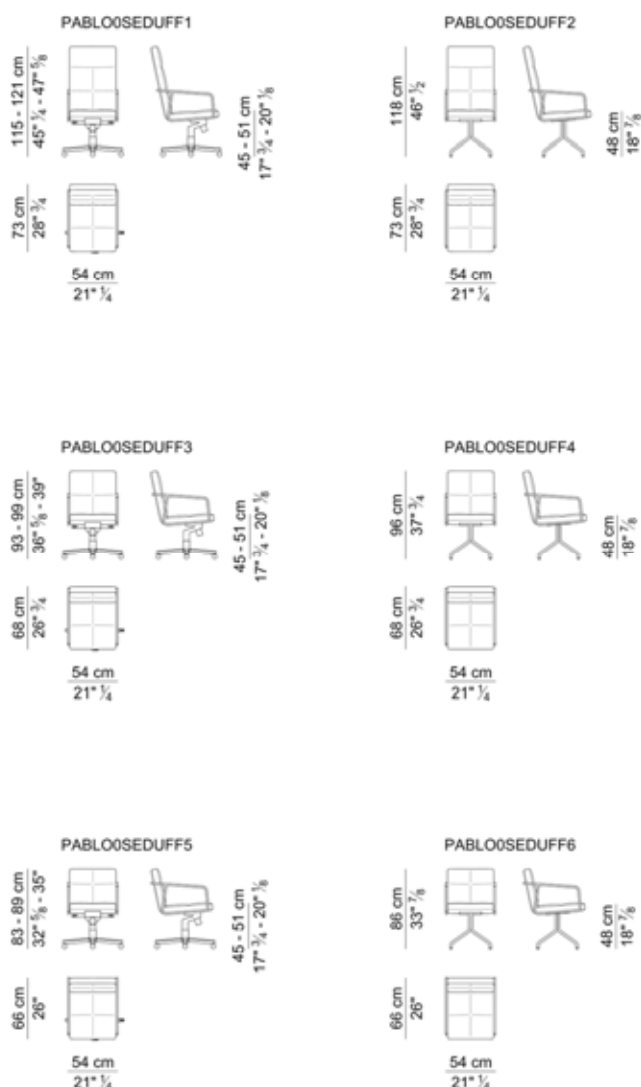 PABLO0SEDUFF1
115 - 121 cm
45" ¼ - 47" ⅝
45 - 51 cm
17" ¾ - 20" ⅛
73 cm
28" ¾
54 cm
21" ¼
PABLO0SEDUFF2
118 cm
46" ½
48 cm
18" ⅞
73 cm
28" ¾
54 cm
21" ¼
PABLO0SEDUFF3
93 - 99 cm
36" ⅝ - 39"
45 - 51 cm
17" ¾ - 20" ⅛
68 cm
26" ¾
54 cm
21" ¼
PABLO0SEDUFF4
96 cm
37" ¾
48 cm
18" ⅞
68 cm
26" ¾
54 cm
21" ¼
PABLO0SEDUFF5
83 - 89 cm
32" ⅝ - 35"
45 - 51 cm
17" ¾ - 20" ⅛
66 cm
26"
54 cm
21" ¼
PABLO0SEDUFF6
86 cm
33" ⅞
48 cm
18" ⅞
66 cm
26"
54 cm
21" ¼